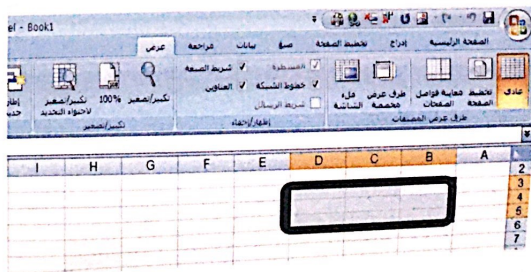 el - Book1
الصفحة الرئيسية إدراج تخطيط الصفحة صيغ بيانات مراجعة عرض
عادي تخطيط الصفحة معاينة فواصل الصفحات طرق عرض مخصصة ملء الشاشة
طرق عرض المصنفات
المسطرة شريط الصيغة
خطوط الشبكة العناوين
شريط الرسائل
إظهار/إخفاء
تكبير/تصغير 100% تكبير/تصغير لاحتواء التحديد
تكبير/تصغير
I H G F E D C B A
2
3
4
5
6
7